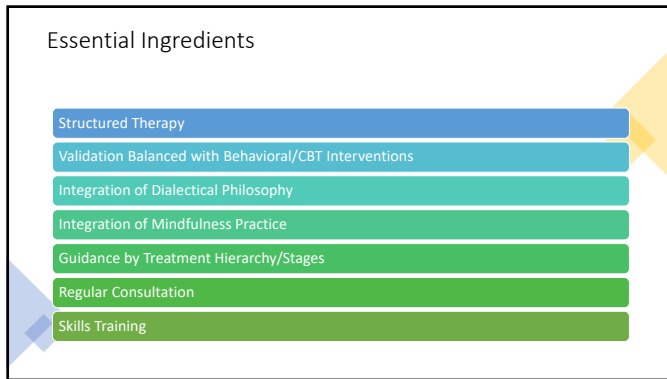 Essential Ingredients
Structured Therapy
Validation Balanced with Behavioral/CBT Interventions
Integration of Dialectical Philosophy
Integration of Mindfulness Practice
Guidance by Treatment Hierarchy/Stages
Regular Consultation
Skills Training